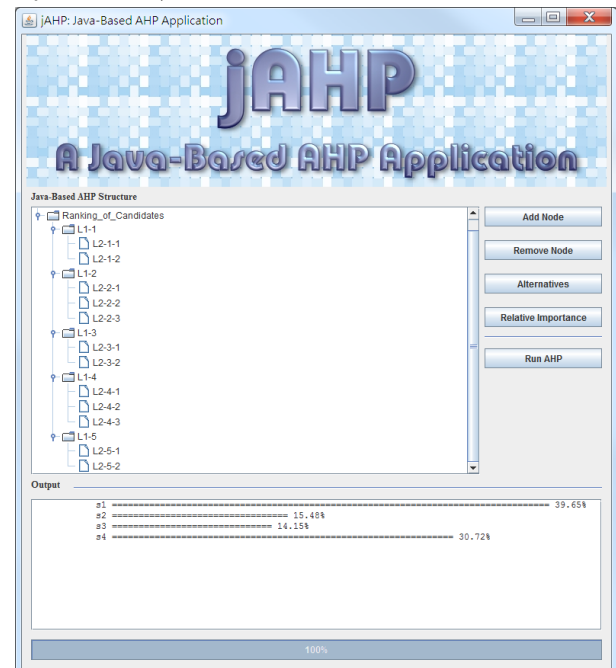 jAHP: Java-Based AHP Application
jAHP
A Java-Based AHP Application
Java-Based AHP Structure
Ranking_of_Candidates
L1-1
L2-1-1
L2-1-2
L1-2
L2-2-1
L2-2-2
L2-2-3
L1-3
L2-3-1
L2-3-2
L1-4
L2-4-1
L2-4-2
L2-4-3
L1-5
L2-5-1
L2-5-2
Add Node
Remove Node
Alternatives
Relative Importance
Run AHP
Output
s1 ======================================================================== 39.65%
s2 ============================= 15.48%
s3 ========================== 14.15%
s4 ======================================================== 30.72%
100%